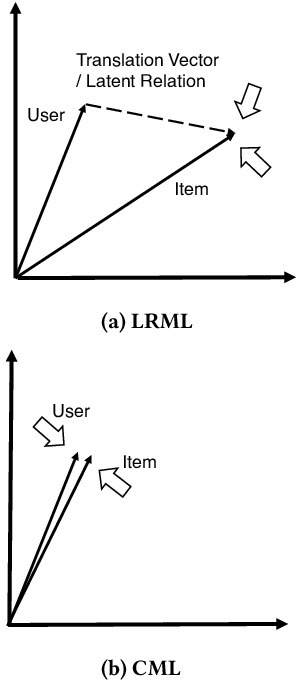 Translation Vector
/ Latent Relation
User
Item
(a) LRML
User
Item
(b) CML